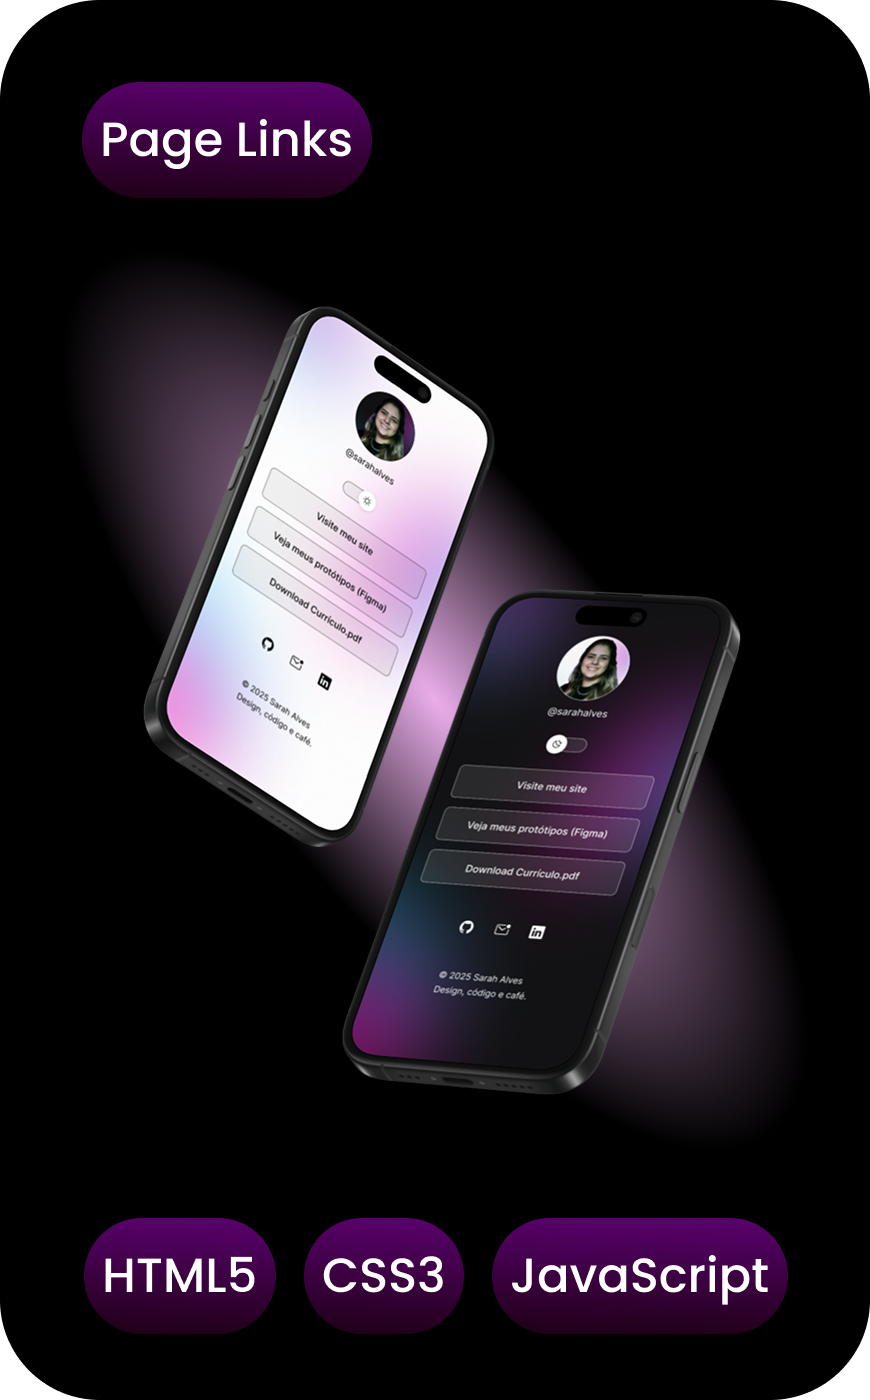 Page Links
@sarahalves
Visite meu site
Veja meus protótipos (Figma)
Download Currículo.pdf
© 2025 Sarah Alves
Design, código e café.
@sarahalves
Visite meu site
Veja meus protótipos (Figma)
Download Currículo.pdf
© 2025 Sarah Alves
Design, código e café.
HTML5 CSS3 JavaScript